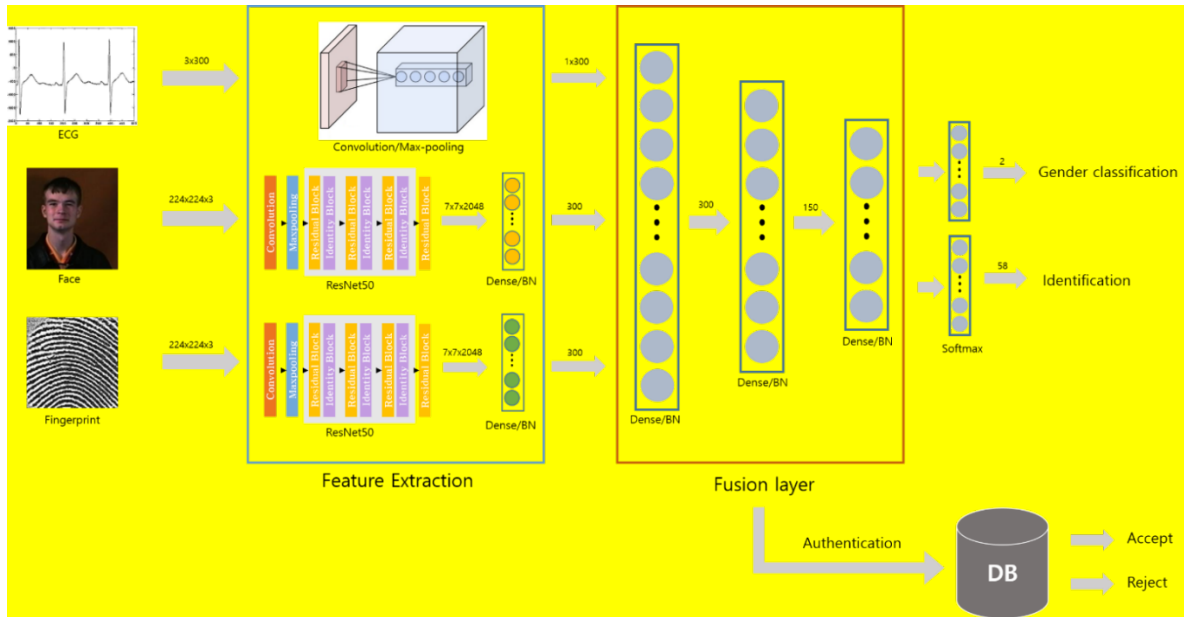 3x300
1x300
ECG
Convolution/Max-pooling
224x224x3
Convolution
Maxpooling
Residual Block
Identity Block
Residual Block
Identity Block
Residual Block
Identity Block
Residual Block
7x7x2048
300
Face
ResNet50
Dense/BN
224x224x3
Convolution
Maxpooling
Residual Block
Identity Block
Residual Block
Identity Block
Residual Block
Identity Block
Residual Block
7x7x2048
300
Fingerprint
ResNet50
Dense/BN
Feature Extraction
300
150
Dense/BN
Dense/BN
Dense/BN
Fusion layer
2
Gender classification
58
Identification
Softmax
Authentication
DB
Accept
Reject